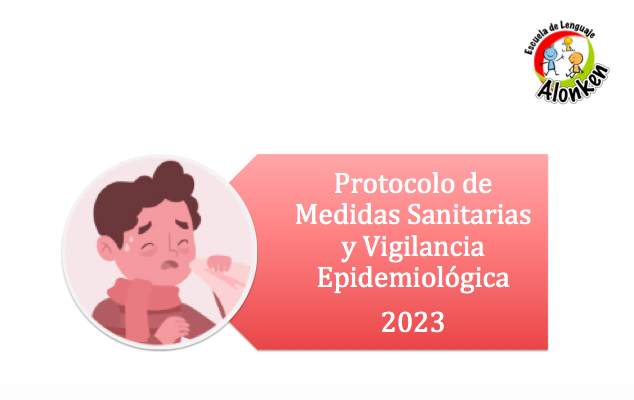 Escuela de Lenguaje
Alonken
Protocolo de
Medidas Sanitarias
y Vigilancia
Epidemiológica
2023